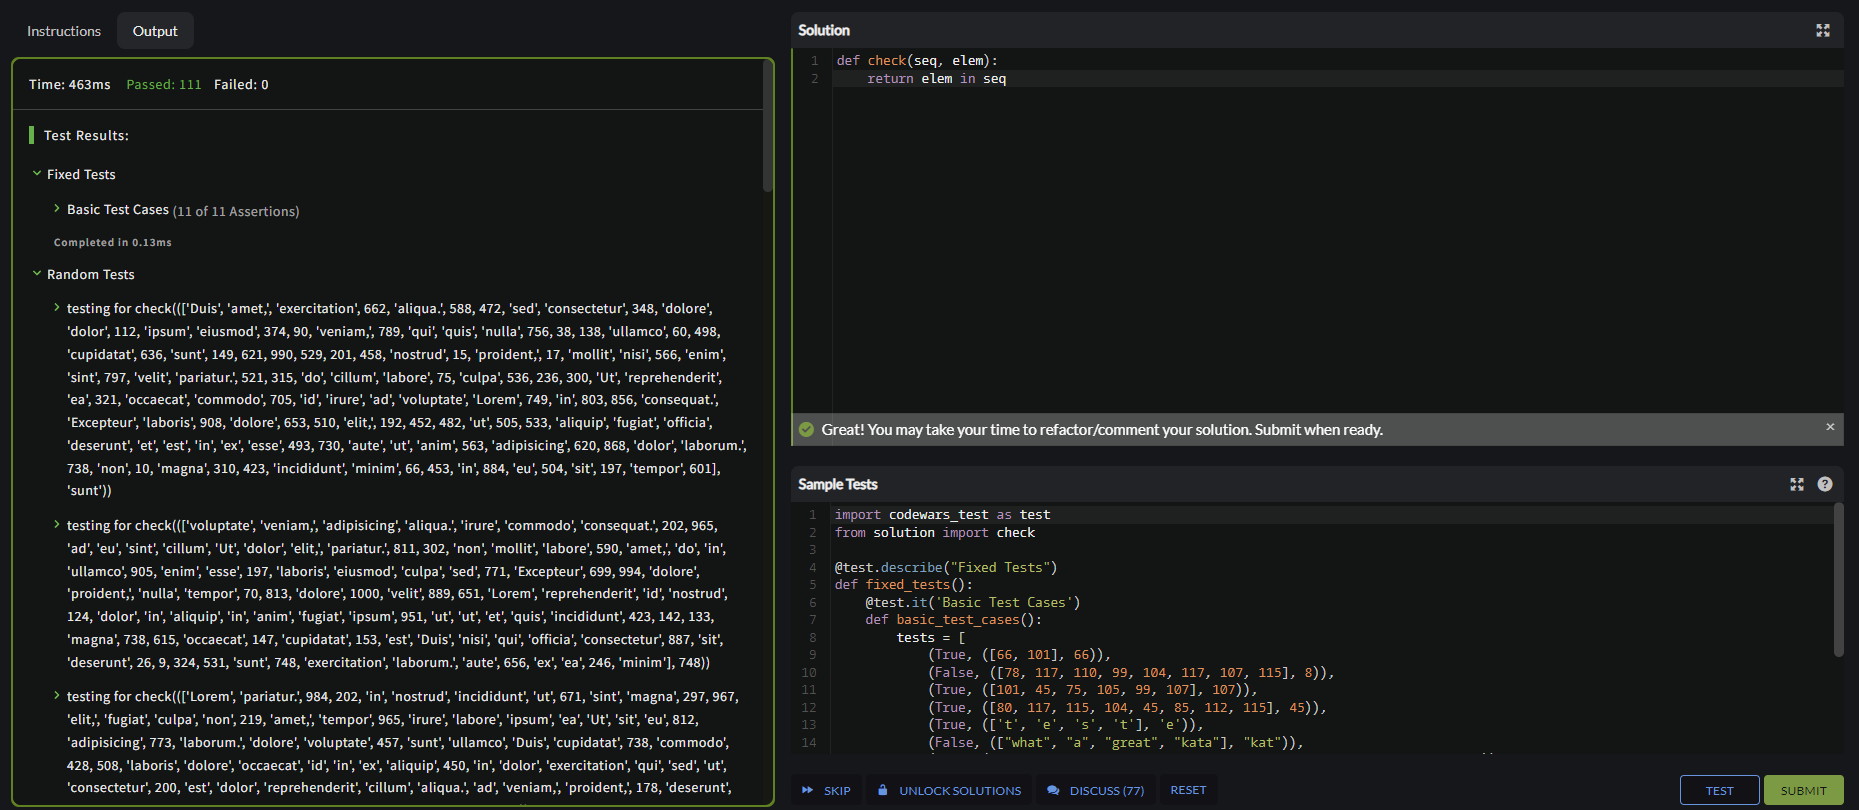 Instructions
Output
Time: 463ms Passed: 111 Failed: 0
Test Results:
Fixed Tests
Basic Test Cases (11 of 11 Assertions)
Completed in 0.13ms
Random Tests
testing for check((['Duis', 'amet,', 'exercitation', 662, 'aliqua.', 588, 472, 'sed', 'consectetur', 348, 'dolore',
'dolor', 112, 'ipsum', 'eiusmod', 374, 90, 'veniam,', 789, 'qui', 'quis', 'nulla', 756, 38, 138, 'ullamco', 60, 498,
'cupidatat', 636, 'sunt', 149, 621, 990, 529, 201, 458, 'nostrud', 15, 'proident,', 17, 'mollit', 'nisi', 566, 'enim',
'sint', 797, 'velit', 'pariatur.', 521, 315, 'do', 'cillum', 'labore', 75, 'culpa', 536, 236, 300, 'Ut', 'reprehenderit',
'ea', 321, 'occaecat', 'commodo', 705, 'id', 'irure', 'ad', 'voluptate', 'Lorem', 749, 'in', 803, 856, 'consequat.',
'Excepteur', 'laboris', 908, 'dolore', 653, 510, 'elit,', 192, 452, 482, 'ut', 505, 533, 'aliquip', 'fugiat', 'officia',
'deserunt', 'et', 'est', 'in', 'ex', 'esse', 493, 730, 'aute', 'ut', 'anim', 563, 'adipisicing', 620, 868, 'dolor', 'laborum.',
738, 'non', 10, 'magna', 310, 423, 'incididunt', 'minim', 66, 453, 'in', 884, 'eu', 504, 'sit', 197, 'tempor', 601],
'sunt'))
testing for check((['voluptate', 'veniam,', 'adipisicing', 'aliqua.', 'irure', 'commodo', 'consequat.', 202, 965,
'ad', 'eu', 'sint', 'cillum', 'Ut', 'dolor', 'elit,', 'pariatur.', 811, 302, 'non', 'mollit', 'labore', 590, 'amet,', 'do', 'in',
'ullamco', 905, 'enim', 'esse', 197, 'laboris', 'eiusmod', 'culpa', 'sed', 771, 'Excepteur', 699, 994, 'dolore',
'proident,', 'nulla', 'tempor', 70, 813, 'dolore', 1000, 'velit', 889, 651, 'Lorem', 'reprehenderit', 'id', 'nostrud',
124, 'dolor', 'in', 'aliquip', 'in', 'anim', 'fugiat', 'ipsum', 951, 'ut', 'ut', 'et', 'quis', 'incididunt', 423, 142, 133,
'magna', 738, 615, 'occaecat', 147, 'cupidatat', 153, 'est', 'Duis', 'nisi', 'qui', 'officia', 'consectetur', 887, 'sit',
'deserunt', 26, 9, 324, 531, 'sunt', 748, 'exercitation', 'laborum.', 'aute', 656, 'ex', 'ea', 246, 'minim'], 748))
testing for check((['Lorem', 'pariatur.', 984, 202, 'in', 'nostrud', 'incididunt', 'ut', 671, 'sint', 'magna', 297, 967,
'elit,', 'fugiat', 'culpa', 'non', 219, 'amet,', 'tempor', 965, 'irure', 'labore', 'ipsum', 'ea', 'Ut', 'sit', 'eu', 812,
'adipisicing', 773, 'laborum.', 'dolore', 'voluptate', 457, 'sunt', 'ullamco', 'Duis', 'cupidatat', 738, 'commodo',
428, 508, 'laboris', 'dolore', 'occaecat', 'id', 'in', 'ex', 'aliquip', 450, 'in', 'dolor', 'exercitation', 'qui', 'sed', 'ut',
'consectetur', 200, 'est', 'dolor', 'reprehenderit', 'cillum', 'aliqua.', 'ad', 'veniam,', 'proident,', 178, 'deserunt',
Solution
1 def check(seq, elem):
2 return elem in seq
Great! You may take your time to refactor/comment your solution. Submit when ready.
Sample Tests
1 import codewars_test as test
2 from solution import check
3
4 @test.describe("Fixed Tests")
5 def fixed_tests():
6 @test.it('Basic Test Cases')
7 def basic_test_cases():
8 tests = [
9 (True, ([66, 101], 66)),
10 (False, ([78, 117, 110, 99, 104, 117, 107, 115], 8)),
11 (True, ([101, 45, 75, 105, 99, 107], 107)),
12 (True, ([80, 117, 115, 104, 45, 85, 112, 115], 45)),
13 (True, (['t', 'e', 's', 't'], 'e')),
14 (False, (["what", "a", "great", "kata"], "kat")),
SKIP
UNLOCK SOLUTIONS
DISCUSS (77)
RESET
TEST
SUBMIT